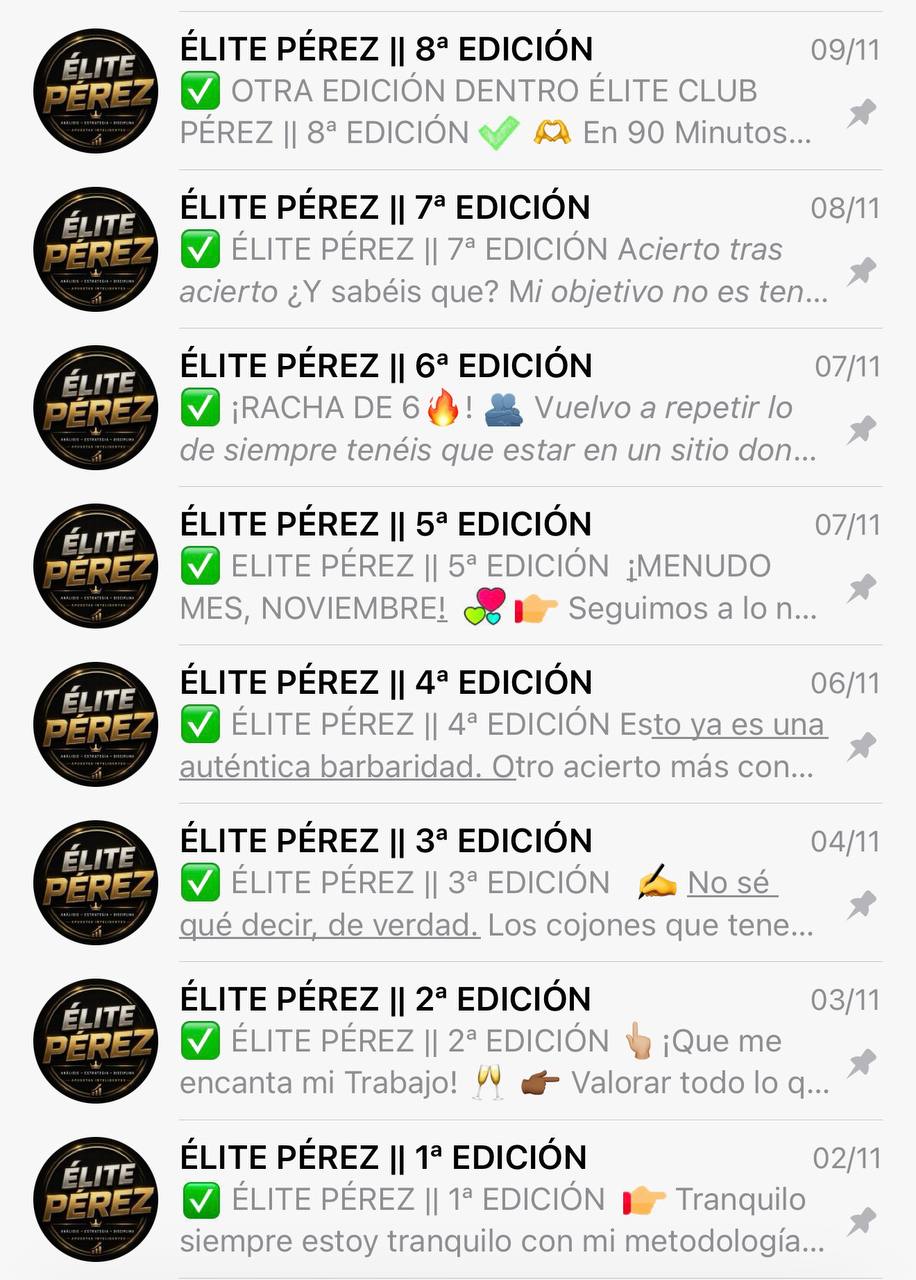 ÉLITE PÉREZ || 8ª EDICIÓN 09/11
✅ OTRA EDICIÓN DENTRO ÉLITE CLUB
PÉREZ || 8ª EDICIÓN ✅ 🫶 En 90 Minutos...
ÉLITE PÉREZ || 7ª EDICIÓN 08/11
✅ ÉLITE PÉREZ || 7ª EDICIÓN Acierto tras
acierto ¿Y sabéis que? Mi objetivo no es ten...
ÉLITE PÉREZ || 6ª EDICIÓN 07/11
✅ ¡RACHA DE 6🔥! 🫂 Vuelvo a repetir lo
de siempre tenéis que estar en un sitio don...
ÉLITE PÉREZ || 5ª EDICIÓN 07/11
✅ ELITE PÉREZ || 5ª EDICIÓN ¡MENUDO
MES, NOVIEMBRE! 💞 👉 Seguimos a lo n...
ÉLITE PÉREZ || 4ª EDICIÓN 06/11
✅ ÉLITE PÉREZ || 4ª EDICIÓN Esto ya es una
auténtica barbaridad. Otro acierto más con...
ÉLITE PÉREZ || 3ª EDICIÓN 04/11
✅ ÉLITE PÉREZ || 3ª EDICIÓN ✍️ No sé
qué decir, de verdad. Los cojones que tene...
ÉLITE PÉREZ || 2ª EDICIÓN 03/11
✅ ÉLITE PÉREZ || 2ª EDICIÓN 👆🏼 ¡Que me
encanta mi Trabajo! 🥂 👉🏾 Valorar todo lo q...
ÉLITE PÉREZ || 1ª EDICIÓN 02/11
✅ ÉLITE PÉREZ || 1ª EDICIÓN 👉 Tranquilo
siempre estoy tranquilo con mi metodología...
ÉLITE
PÉREZ
ANÁLISIS • ESTRATEGIA • DISCIPLINA
APUESTAS INTELIGENTES